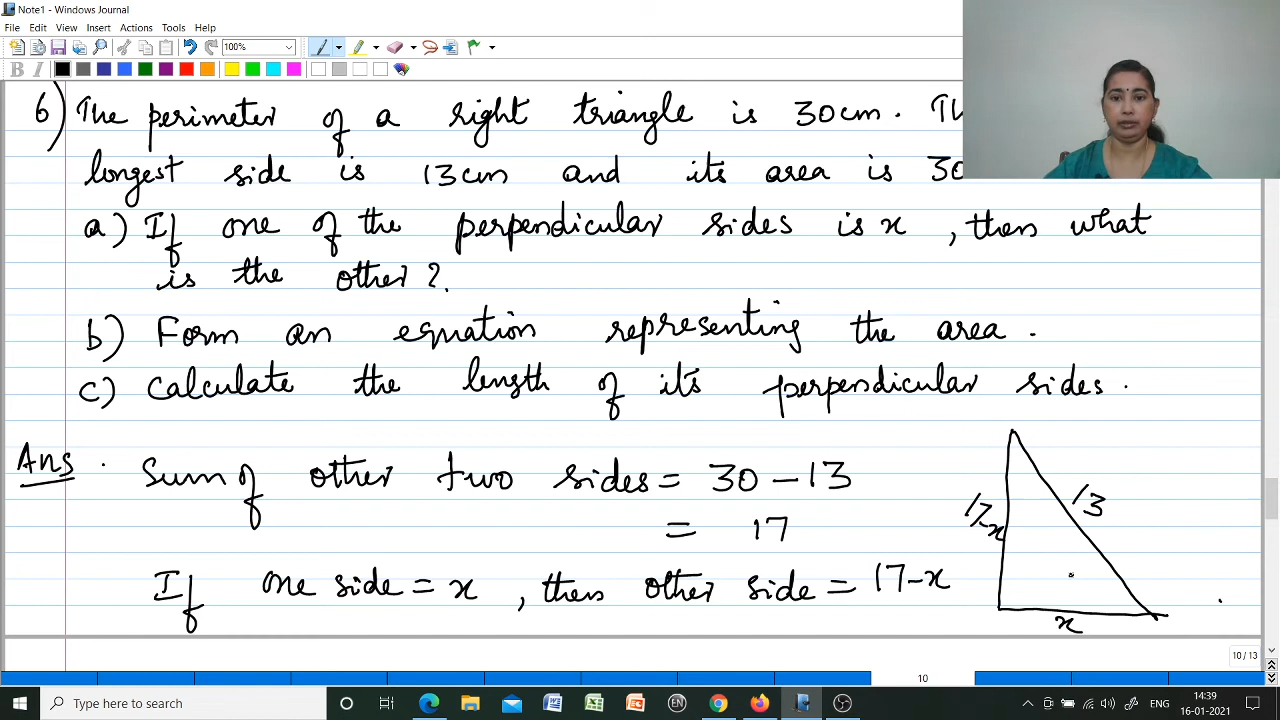 Note1 - Windows Journal
File Edit View Insert Actions Tools Help
100%
B I
6) The perimeter of a right triangle is 30cm.
longest side is 13cm and its area is 30
a) If one of the perpendicular sides is x, then what
is the other?
b) Form an equation representing the area.
c) Calculate the length of its perpendicular sides.
Ans. Sum of other two sides = 30 - 13
= 17
If one side = x, then other side = 17-x
17-x
13
x
10 / 13
10
Type here to search
ENG
14:39
16-01-2021